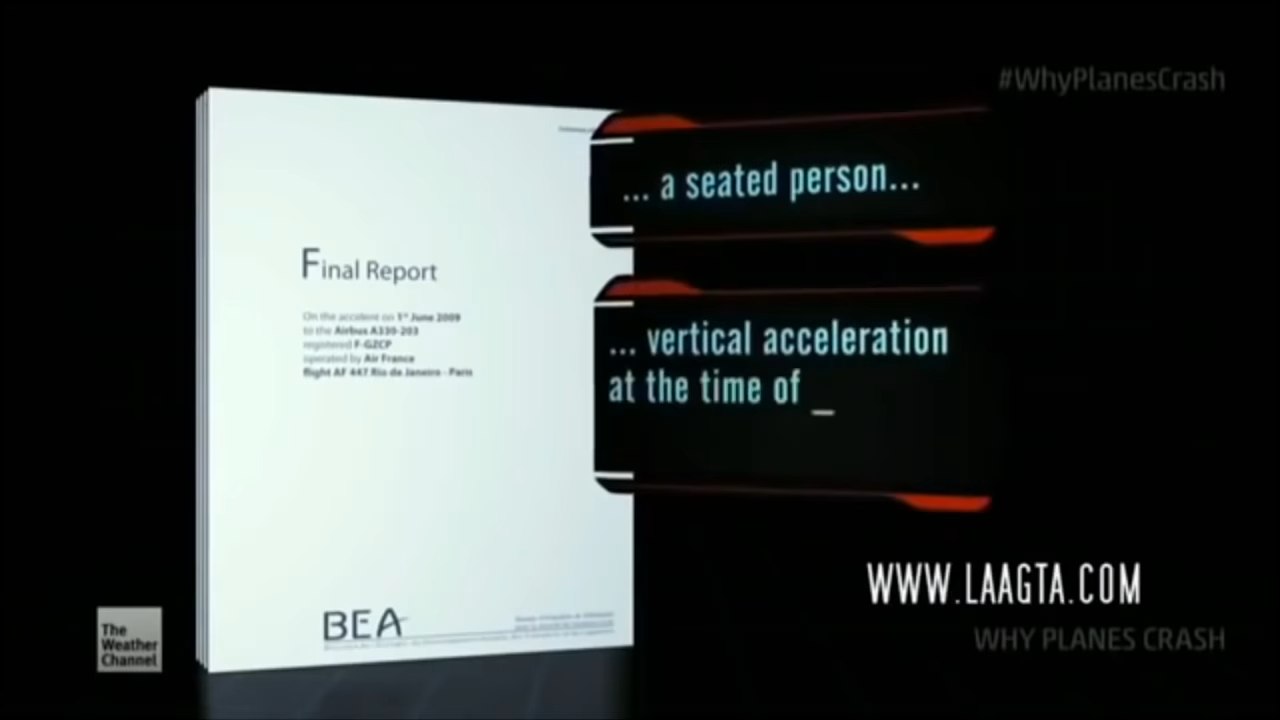 #WhyPlanesCrash
... a seated person...
Final Report
On the accident on 1st June 2009
to the Airbus A330-203
registered F-GZCP
operated by Air France
flight AF 447 Rio de Janeiro - Paris
... vertical acceleration
at the time of _
WWW.LAAGTA.COM
BEA
The
Weather
Channel
WHY PLANES CRASH